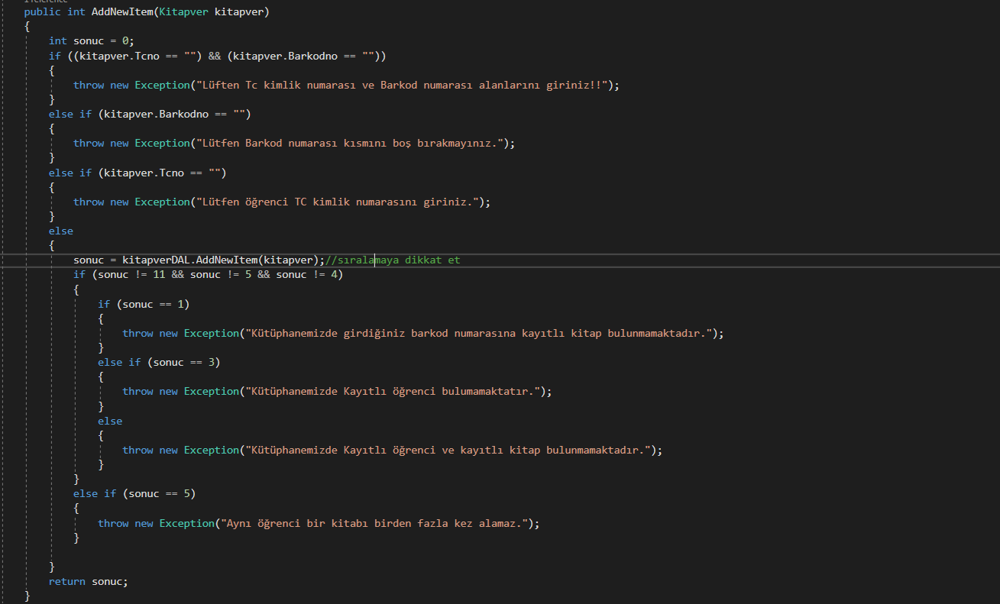 1 reference
public int AddNewItem(Kitapver kitapver)
{
int sonuc = 0;
if ((kitapver.Tcno == "") && (kitapver.Barkodno == ""))
{
throw new Exception("Lüften Tc kimlik numarası ve Barkod numarası alanlarını giriniz!!");
}
else if (kitapver.Barkodno == "")
{
throw new Exception("Lütfen Barkod numarası kısmını boş bırakmayınız.");
}
else if (kitapver.Tcno == "")
{
throw new Exception("Lütfen öğrenci TC kimlik numarasını giriniz.");
}
else
{
sonuc = kitapverDAL.AddNewItem(kitapver);//sıralamaya dikkat et
if (sonuc != 11 && sonuc != 5 && sonuc != 4)
{
if (sonuc == 1)
{
throw new Exception("Kütüphanemizde girdiğiniz barkod numarasına kayıtlı kitap bulunmamaktadır.");
}
else if (sonuc == 3)
{
throw new Exception("Kütüphanemizde Kayıtlı öğrenci bulumamaktatır.");
}
else
{
throw new Exception("Kütüphanemizde Kayıtlı öğrenci ve kayıtlı kitap bulunmamaktadır.");
}
}
else if (sonuc == 5)
{
throw new Exception("Aynı öğrenci bir kitabı birden fazla kez alamaz.");
}
}
return sonuc;
}